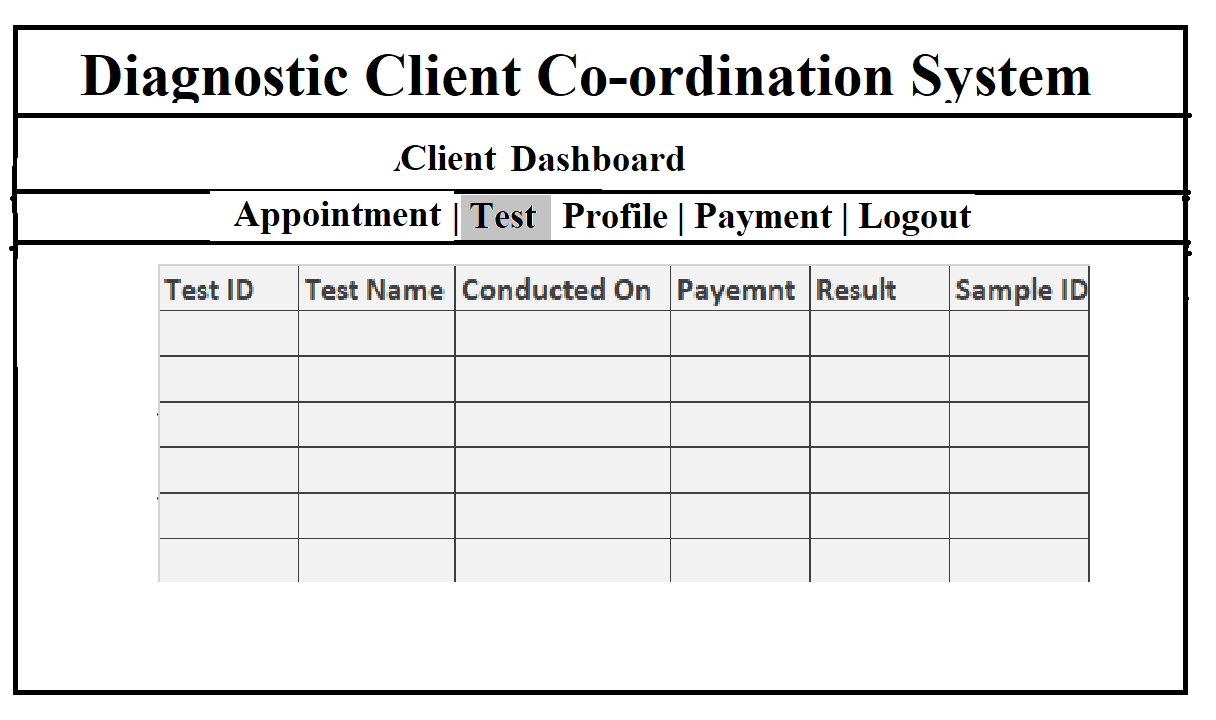 Diagnostic Client Co-ordination System
Client Dashboard
Appointment | Test Profile | Payment | Logout
Test ID Test Name Conducted On Payemnt Result Sample ID